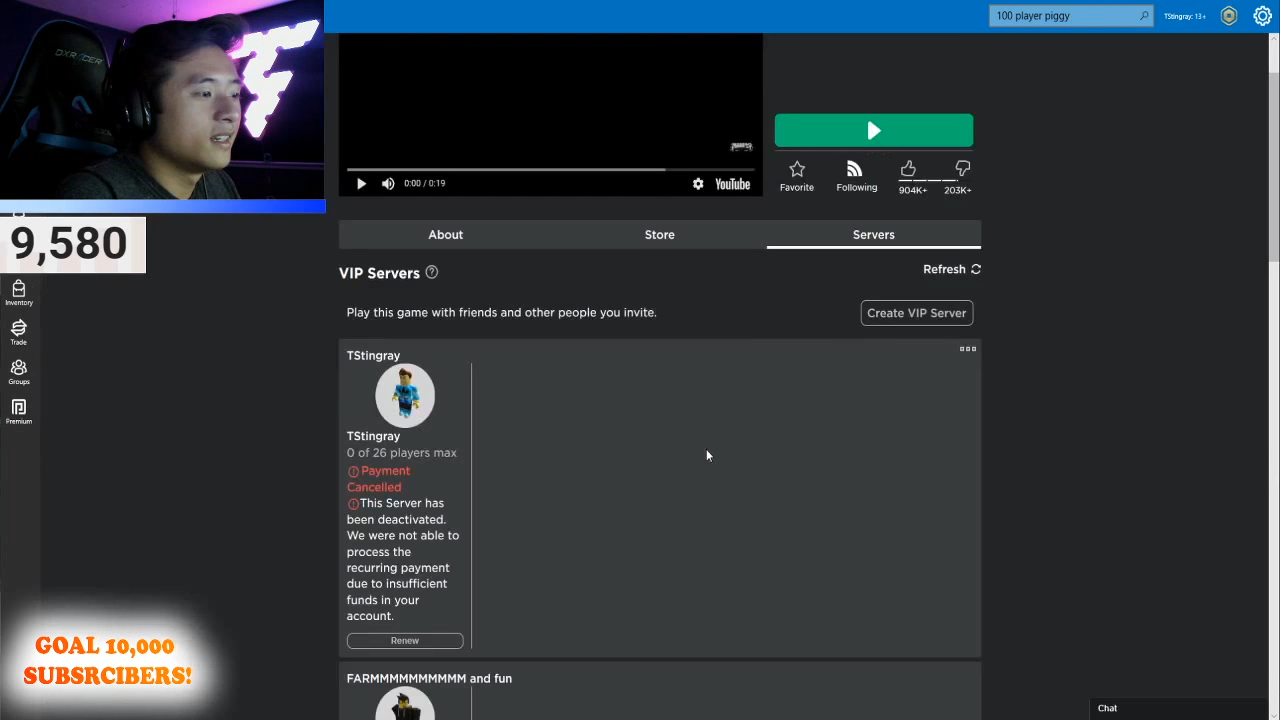 DXRACER
100 player piggy
TStingray: 13+
0:00 / 0:19
YouTube
Favorite
Following
904K+
203K+
9,580
About
Store
Servers
VIP Servers
Refresh
Play this game with friends and other people you invite.
Create VIP Server
Inventory
Trade
Groups
Premium
TStingray
TStingray
0 of 26 players max
Payment
Cancelled
This Server has
been deactivated.
We were not able to
process the
recurring payment
due to insufficient
funds in your
account.
Renew
GOAL 10,000
SUBSRCIBERS!
FARMMMMMMMMMM and fun
Chat